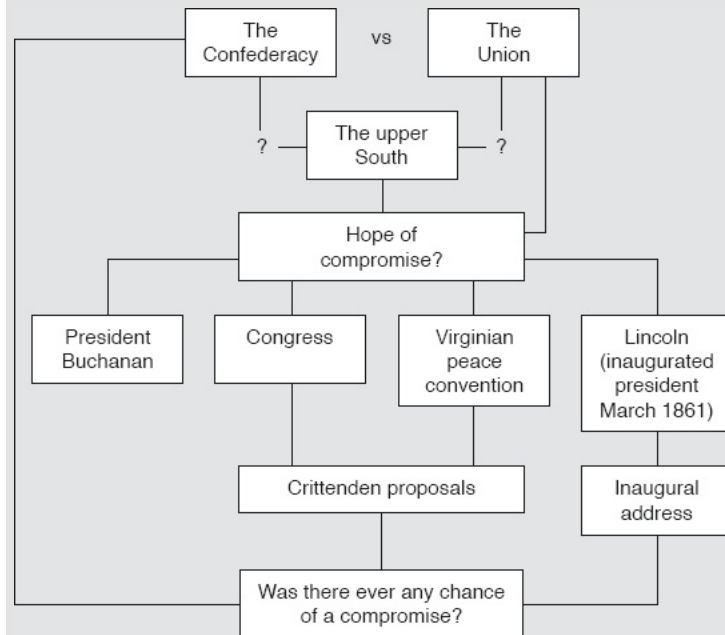 The
Confederacy
vs
The
Union
?
The upper
South
?
Hope of
compromise?
President
Buchanan
Congress
Virginian
peace
convention
Lincoln
(inaugurated
president
March 1861)
Crittenden proposals
Inaugural
address
Was there ever any chance
of a compromise?